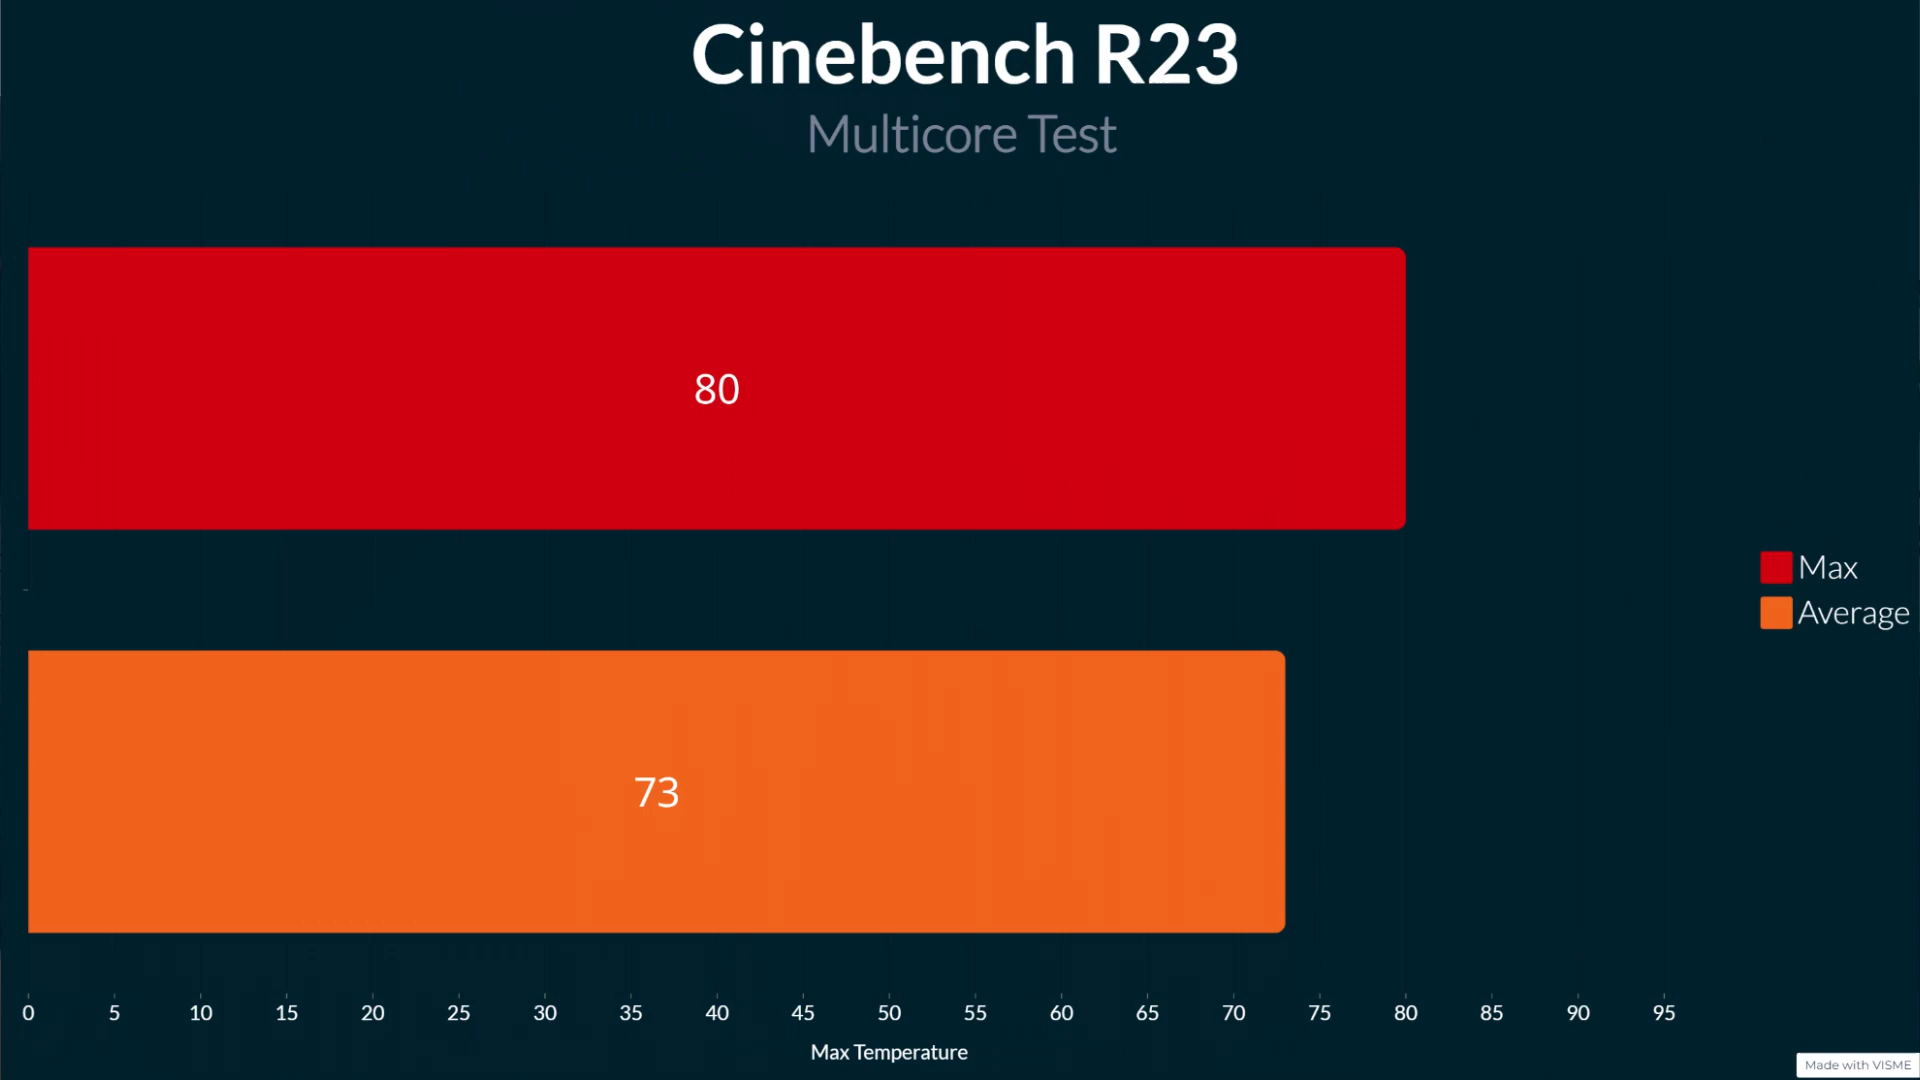 Cinebench R23
Multicore Test
80
Max
Average
73
0 5 10 15 20 25 30 35 40 45 50 55 60 65 70 75 80 85 90 95
Max Temperature
Made with VISME